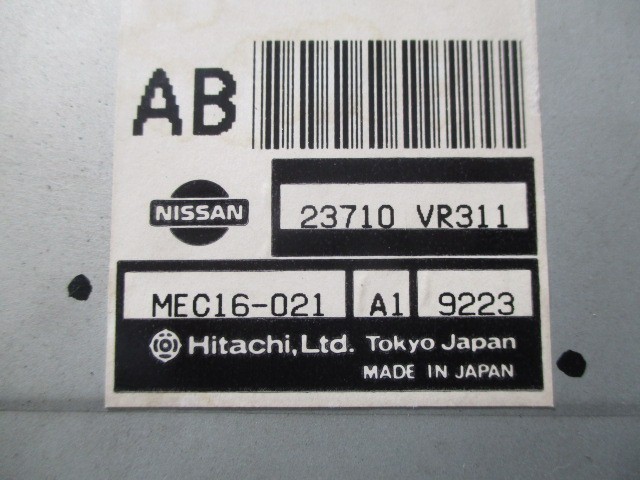 AB
NISSAN
23710 VR311
MEC16-021 A1 9223
Hitachi, Ltd. Tokyo Japan
MADE IN JAPAN